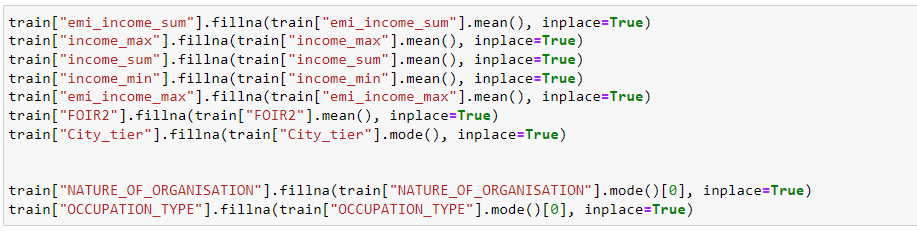 train["emi_income_sum"].fillna(train["emi_income_sum"].mean(), inplace=True)
train["income_max"].fillna(train["income_max"].mean(), inplace=True)
train["income_sum"].fillna(train["income_sum"].mean(), inplace=True)
train["income_min"].fillna(train["income_min"].mean(), inplace=True)
train["emi_income_max"].fillna(train["emi_income_max"].mean(), inplace=True)
train["FOIR2"].fillna(train["FOIR2"].mean(), inplace=True)
train["City_tier"].fillna(train["City_tier"].mode(), inplace=True)
train["NATURE_OF_ORGANISATION"].fillna(train["NATURE_OF_ORGANISATION"].mode()[0], inplace=True)
train["OCCUPATION_TYPE"].fillna(train["OCCUPATION_TYPE"].mode()[0], inplace=True)